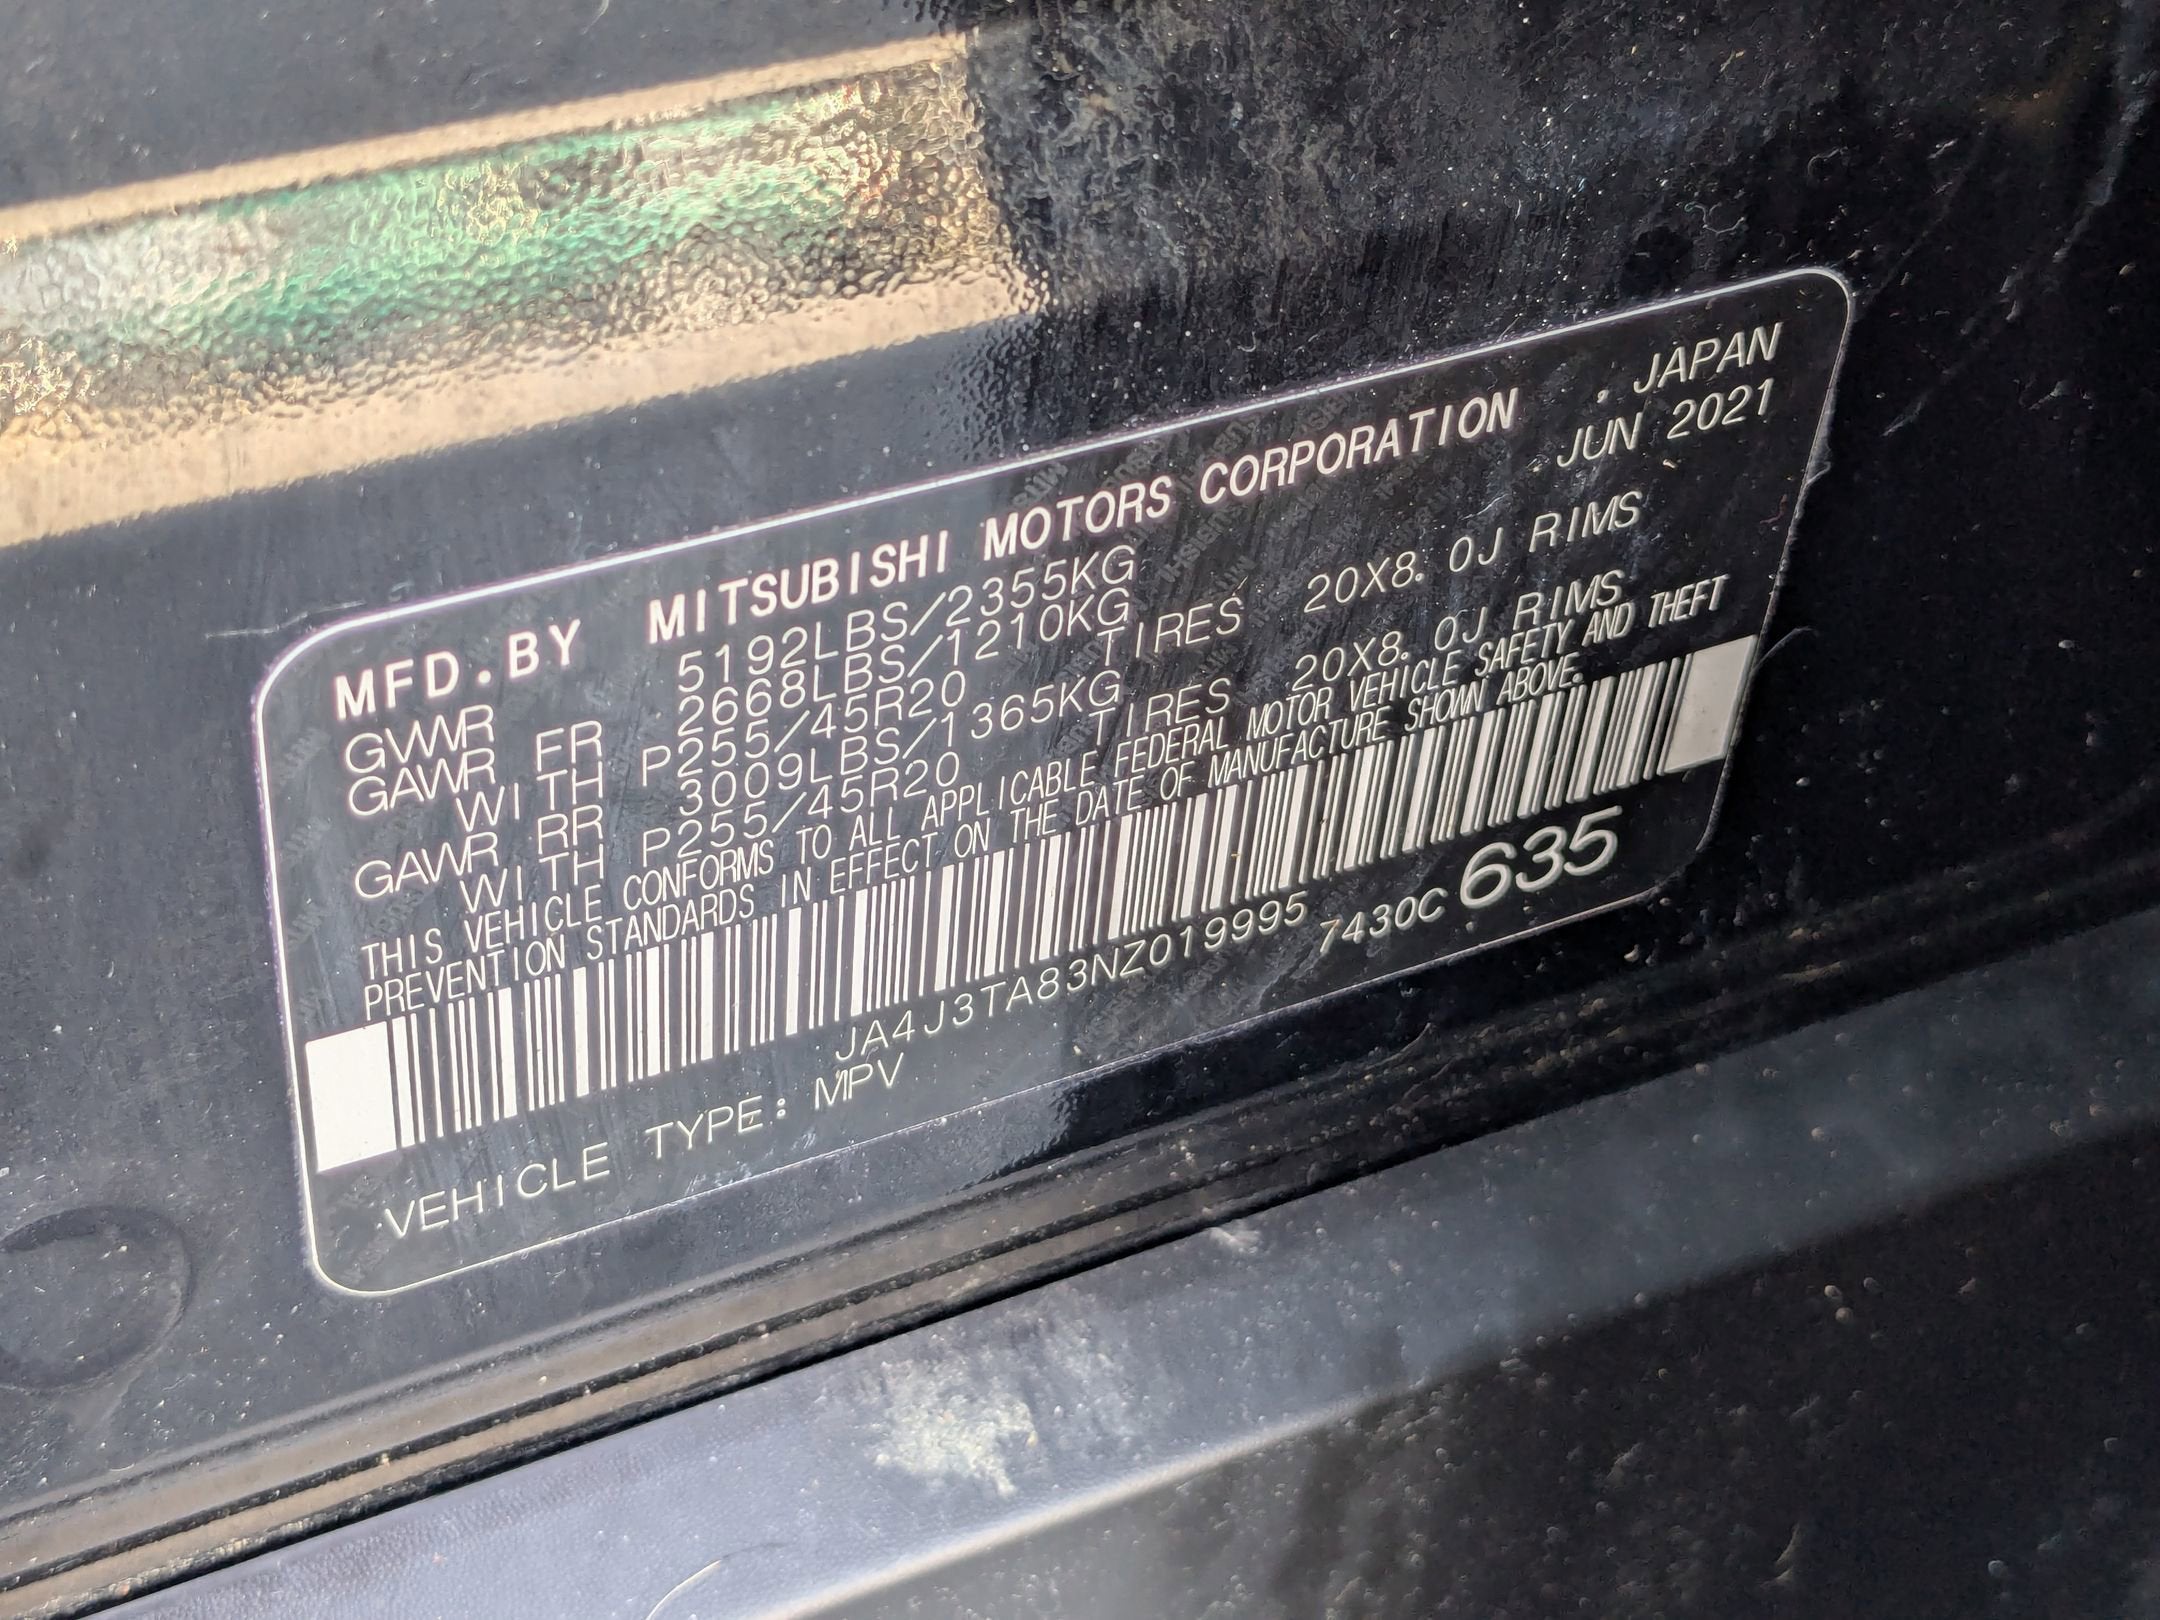 MFD.BY MITSUBISHI MOTORS CORPORATION , JAPAN
GVWR 5192LBS/2355KG JUN 2021
GAWR FR 2668LBS/1210KG
WITH P255/45R20 TIRES 20X8.0J RIMS
GAWR RR 3009LBS/1365KG
WITH P255/45R20 TIRES 20X8.0J RIMS
THIS VEHICLE CONFORMS TO ALL APPLICABLE FEDERAL MOTOR VEHICLE SAFETY AND THEFT
PREVENTION STANDARDS IN EFFECT ON THE DATE OF MANUFACTURE SHOWN ABOVE.
JA4J3TA83NZ019995 7430C 635
VEHICLE TYPE: MPV